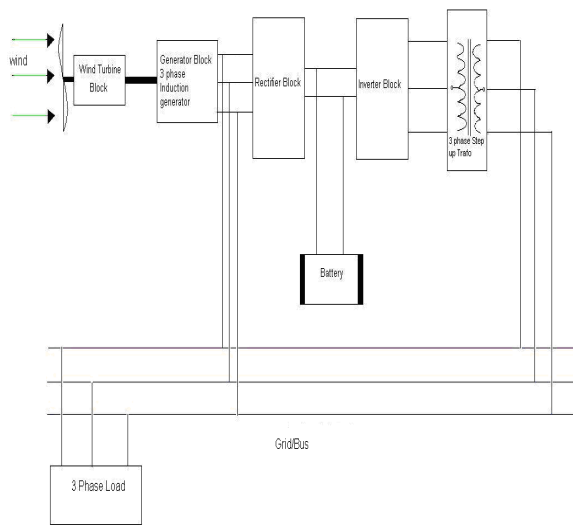 wind
Wind Turbine
Block
Generator Block
3 phase
Induction
generator
Rectifier Block
Inverter Block
3 phase Step
up Trafo
Battery
Grid/Bus
3 Phase Load